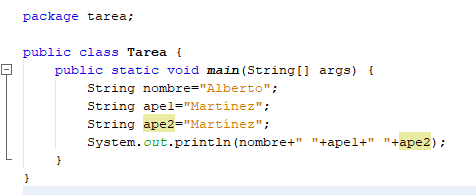 package tarea;
public class Tarea {
public static void main(String[] args) {
String nombre="Alberto";
String ape1="Martínez";
String ape2="Martínez";
System.out.println(nombre+" "+ape1+" "+ape2);
}
}